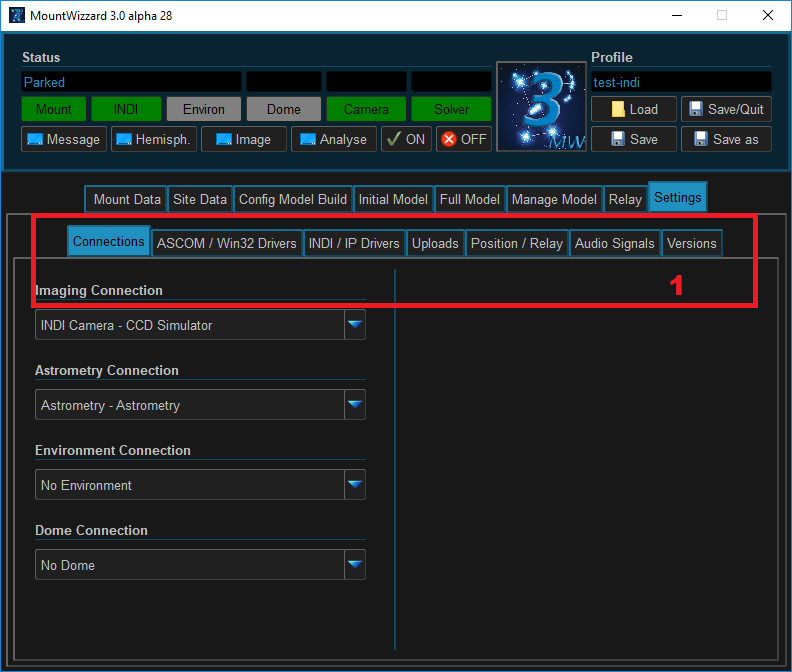 MountWizzard 3.0 alpha 28
Status
Profile
Parked
test-indi
Mount INDI Environ Dome Camera Solver
Load Save/Quit
Message Hemisph. Image Analyse ON OFF
Save Save as
3
MW
Mount Data Site Data Config Model Build Initial Model Full Model Manage Model Relay Settings
Connections ASCOM / Win32 Drivers INDI / IP Drivers Uploads Position / Relay Audio Signals Versions
1
Imaging Connection
INDI Camera - CCD Simulator
Astrometry Connection
Astrometry - Astrometry
Environment Connection
No Environment
Dome Connection
No Dome